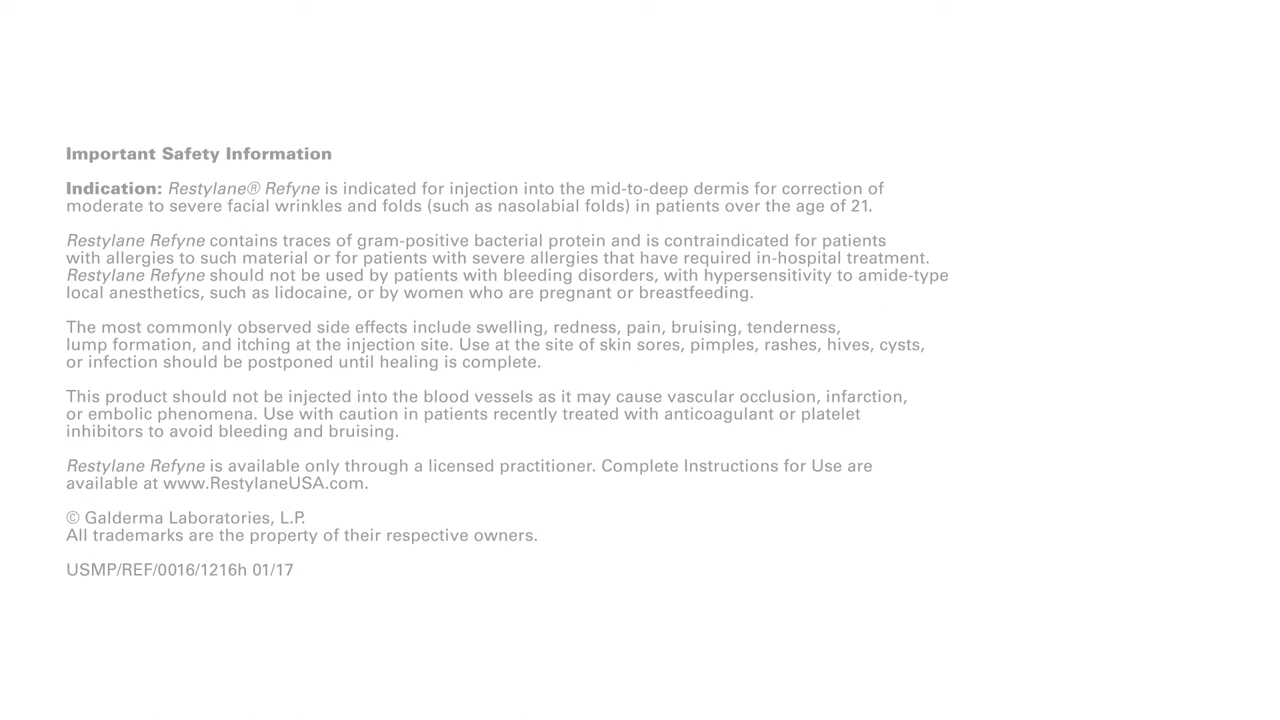 Important Safety Information
Indication: Restylane® Refyne is indicated for injection into the mid-to-deep dermis for correction of
moderate to severe facial wrinkles and folds (such as nasolabial folds) in patients over the age of 21.
Restylane Refyne contains traces of gram-positive bacterial protein and is contraindicated for patients
with allergies to such material or for patients with severe allergies that have required in-hospital treatment.
Restylane Refyne should not be used by patients with bleeding disorders, with hypersensitivity to amide-type
local anesthetics, such as lidocaine, or by women who are pregnant or breastfeeding.
The most commonly observed side effects include swelling, redness, pain, bruising, tenderness,
lump formation, and itching at the injection site. Use at the site of skin sores, pimples, rashes, hives, cysts,
or infection should be postponed until healing is complete.
This product should not be injected into the blood vessels as it may cause vascular occlusion, infarction,
or embolic phenomena. Use with caution in patients recently treated with anticoagulant or platelet
inhibitors to avoid bleeding and bruising.
Restylane Refyne is available only through a licensed practitioner. Complete Instructions for Use are
available at www.RestylaneUSA.com.
© Galderma Laboratories, L.P.
All trademarks are the property of their respective owners.
USMP/REF/0016/1216h 01/17